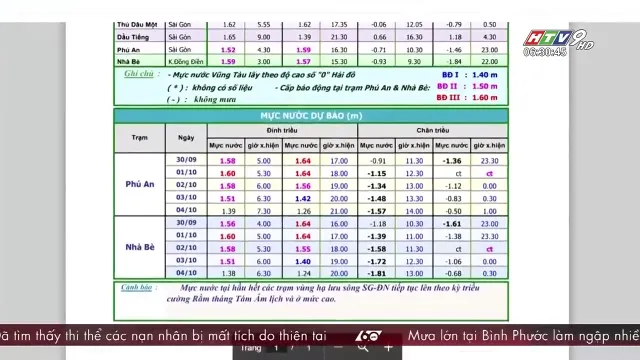 HTV9 HD
06:30:45
Thủ Dầu Một Sài Gòn 1.62 5.55 1.62 17.35 -0.06 12.05 -0.79 0.50
Dầu Tiếng Sài Gòn 1.65 9.00 1.39 21.30 0.66 16.35 0.18 4.30
Phú An Sài Gòn 1.52 4.30 1.59 16.30 -0.71 10.30 -1.46 23.00
Nhà Bè K.Đồng Điền 1.59 3.00 1.57 15.30 -0.93 9.30 -1.84 22.00
Ghi chú : - Mực nước Vũng Tàu lấy theo độ cao số "0" Hải đồ BĐ I : 1.40 m
( * ) : không có số liệu - Cấp báo động tại trạm Phú An & Nhà Bè: BĐ II : 1.50 m
( - ) : không mưa BĐ III : 1.60 m
MỰC NƯỚC DỰ BÁO (m)
Trạm Ngày Đỉnh triều Chân triều
Mực nước giờ x.hiện Mực nước giờ x.hiện Mực nước giờ x.hiện Mực nước giờ x.hiện
Phú An
30/09 1.58 5.00 1.64 17.00 -0.91 11.30 -1.36 23.30
01/10 1.60 5.30 1.64 18.00 -1.15 12.30 ct ct
02/10 1.58 6.00 1.56 19.00 -1.34 13.00 -1.12 0.00
03/10 1.51 6.30 1.42 20.00 -1.48 13.30 -0.83 0.30
04/10 1.39 7.30 1.26 21.00 -1.57 14.00 -0.50 1.00
Nhà Bè
30/09 1.56 4.00 1.64 16.00 -1.18 10.30 -1.61 23.00
01/10 1.60 5.00 1.64 17.00 -1.39 11.00 -1.38 23.30
02/10 1.58 5.30 1.55 18.00 -1.58 11.30 ct ct
03/10 1.51 6.00 1.40 19.00 -1.72 12.30 -1.06 0.00
04/10 1.38 6.30 1.24 20.00 -1.81 13.00 -0.68 0.30
Cảnh báo : Mực nước tại hầu hết các trạm vùng hạ lưu sông SG-ĐN tiếp tục lên theo kỳ triều
cường Rằm tháng Tám Âm lịch và ở mức cao.
Đã tìm thấy thi thể các nạn nhân bị mất tích do thiên tai Mưa lớn tại Bình Phước làm ngập nhiề
Trang 1 / 1